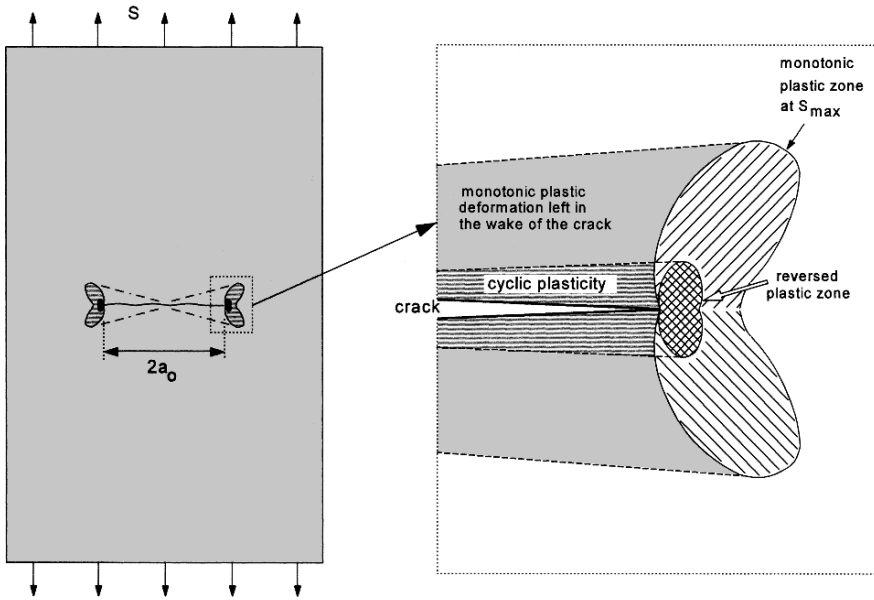 S
2a₀
monotonic
plastic zone
at Smax
monotonic plastic
deformation left in
the wake of the crack
cyclic plasticity
crack
reversed
plastic zone